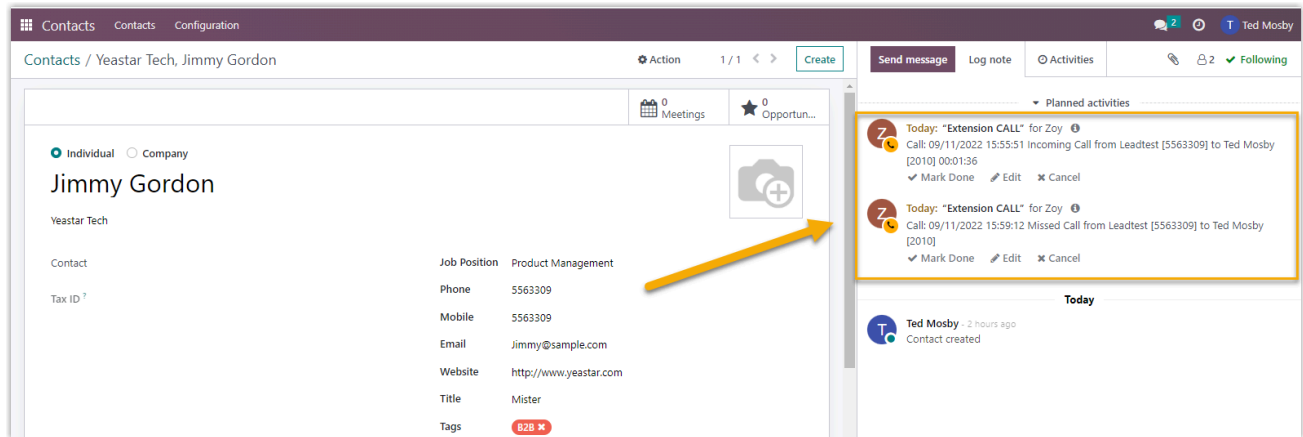 Contacts Contacts Configuration 2 T Ted Mosby
Contacts / Yeastar Tech, Jimmy Gordon Action 1 / 1 Create
Send message Log note Activities 2 Following
0 Meetings
0 Opportun...
Individual Company
Jimmy Gordon
Yeastar Tech
Contact
Tax ID ?
Job Position Product Management
Phone 5563309
Mobile 5563309
Email Jimmy@sample.com
Website http://www.yeastar.com
Title Mister
Tags B2B ×
Planned activities
Z
Today: "Extension CALL" for Zoy
Call: 09/11/2022 15:55:51 Incoming Call from Leadtest [5563309] to Ted Mosby
[2010] 00:01:36
Mark Done Edit Cancel
Z
Today: "Extension CALL" for Zoy
Call: 09/11/2022 15:59:12 Missed Call from Leadtest [5563309] to Ted Mosby
[2010]
Mark Done Edit Cancel
Today
T
Ted Mosby - 2 hours ago
Contact created